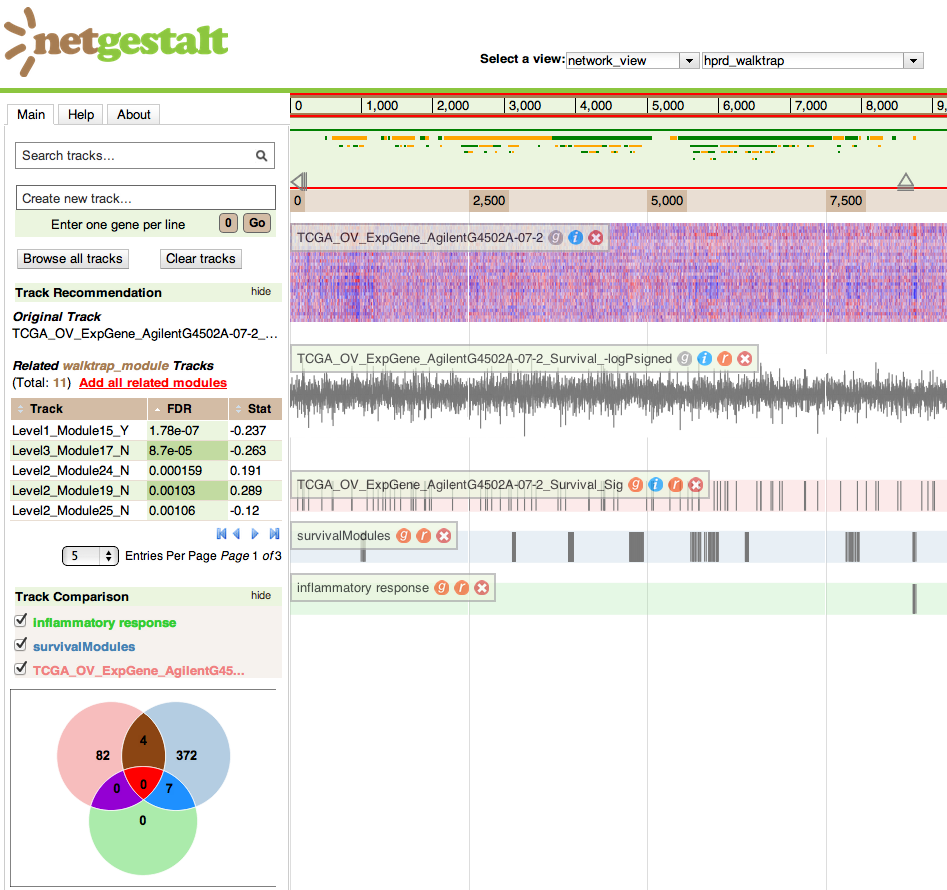 netgestalt
Select a view: network_view hprd_walktrap
Main Help About
Search tracks...
Create new track...
Enter one gene per line 0 Go
Browse all tracks Clear tracks
Track Recommendation hide
Original Track
TCGA_OV_ExpGene_AgilentG4502A-07-2_...
Related walktrap_module Tracks
(Total: 11) Add all related modules
Track FDR Stat
Level1_Module15_Y 1.78e-07 -0.237
Level3_Module17_N 8.7e-05 -0.263
Level2_Module24_N 0.000159 0.191
Level2_Module19_N 0.00103 0.289
Level2_Module25_N 0.00106 -0.12
5 Entries Per Page Page 1 of 3
Track Comparison hide
inflammatory response
survivalModules
TCGA_OV_ExpGene_AgilentG45...
4
82 372
0 0 7
0
0 1,000 2,000 3,000 4,000 5,000 6,000 7,000 8,000 9,
0 2,500 5,000 7,500
TCGA_OV_ExpGene_AgilentG4502A-07-2 g i
TCGA_OV_ExpGene_AgilentG4502A-07-2_Survival_-logPsigned g i r
TCGA_OV_ExpGene_AgilentG4502A-07-2_Survival_Sig g i r
survivalModules g r
inflammatory response g r